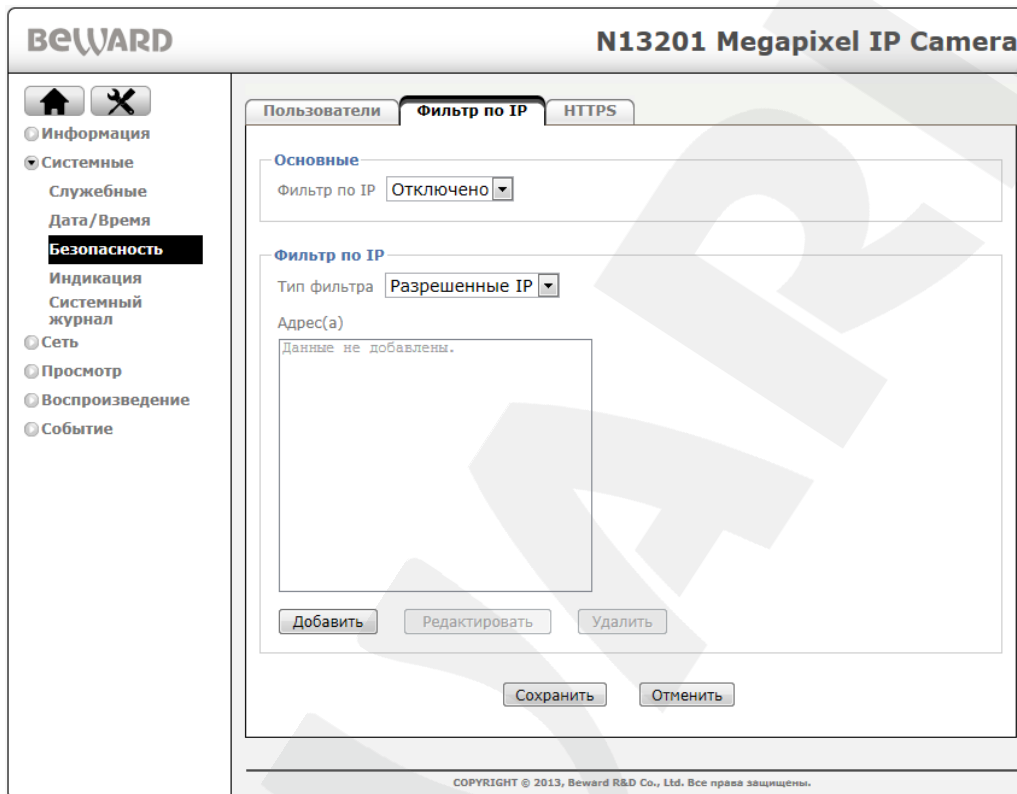 BEWARD
N13201 Megapixel IP Camera
Информация
Системные
Служебные
Дата/Время
Безопасность
Индикация
Системный
журнал
Сеть
Просмотр
Воспроизведение
Событие
Пользователи
Фильтр по IP
HTTPS
Основные
Фильтр по IP Отключено
Фильтр по IP
Тип фильтра Разрешенные IP
Адрес(а)
Данные не добавлены.
Добавить
Редактировать
Удалить
Сохранить
Отменить
COPYRIGHT © 2013, Beward R&D Co., Ltd. Все права защищены.